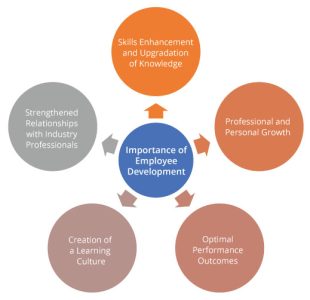 Skills Enhancement
and Upgradation
of Knowledge
Strengthened
Relationships
with Industry
Professionals
Importance of
Employee
Development
Professional and
Personal Growth
Creation of
a Learning
Culture
Optimal
Performance
Outcomes